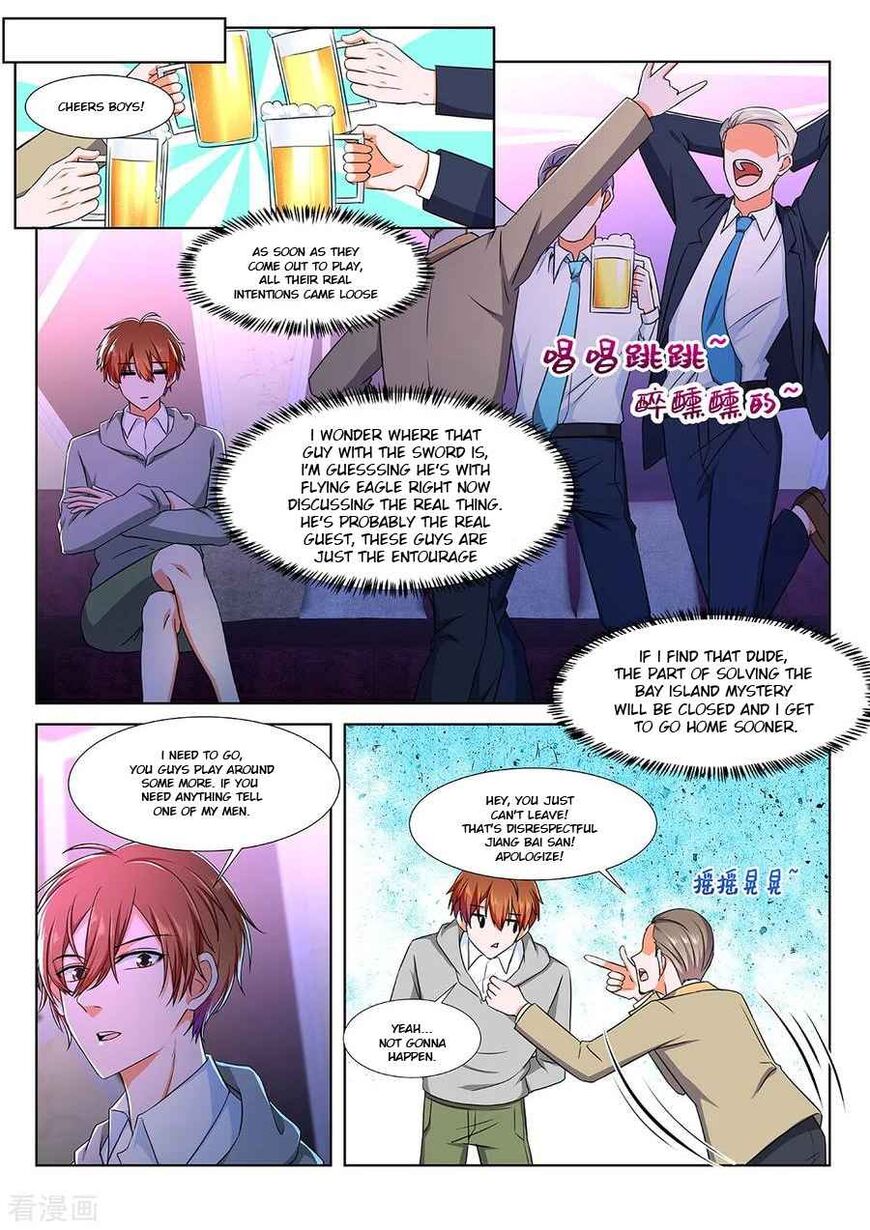 CHEERS BOYS!
AS SOON AS THEY
COME OUT TO PLAY,
ALL THEIR REAL
INTENTIONS CAME LOOSE
唱唱跳跳~
醉醺醺的~
I WONDER WHERE THAT
GUY WITH THE SWORD IS,
I'M GUESSSING HE'S WITH
FLYING EAGLE RIGHT NOW
DISCUSSING THE REAL THING.
HE'S PROBABLY THE REAL
GUEST, THESE GUYS ARE
JUST THE ENTOURAGE
IF I FIND THAT DUDE,
THE PART OF SOLVING THE
BAY ISLAND MYSTERY
WILL BE CLOSED AND I GET
TO GO HOME SOONER.
I NEED TO GO,
YOU GUYS PLAY AROUND
SOME MORE. IF YOU
NEED ANYTHING TELL
ONE OF MY MEN.
HEY, YOU JUST
CAN'T LEAVE!
THAT'S DISRESPECTFUL
JIANG BAI SAN!
APOLOGIZE!
摇摇晃晃~
YEAH...
NOT GONNA
HAPPEN.
看漫画